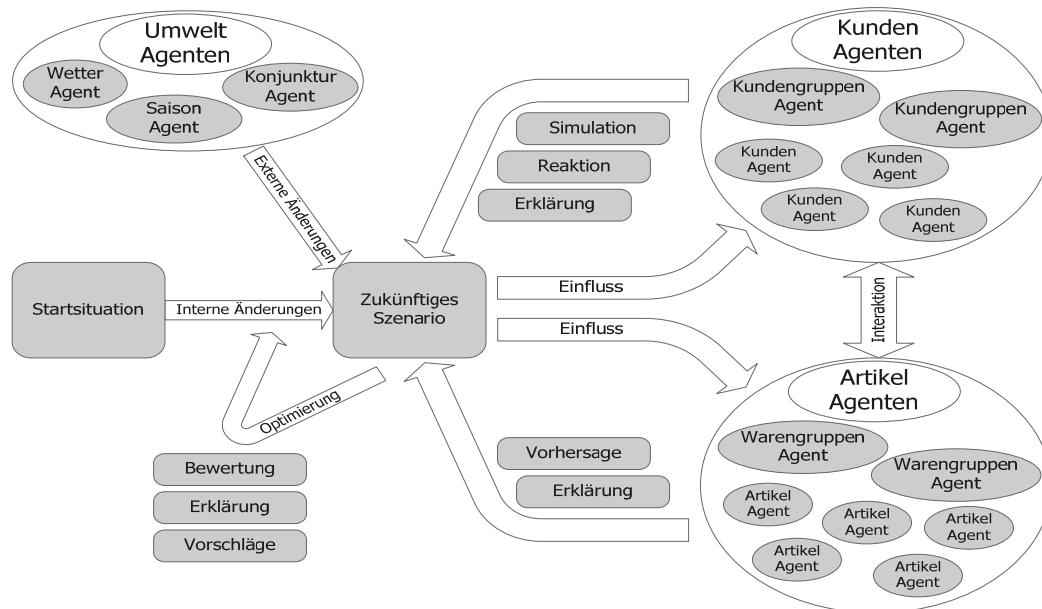 Umwelt
Agenten
Wetter
Agent
Konjunktur
Agent
Saison
Agent
Externe Änderungen
Startsituation
Interne Änderungen
Zukünftiges
Szenario
Optimierung
Bewertung
Erklärung
Vorschläge
Simulation
Reaktion
Erklärung
Einfluss
Einfluss
Vorhersage
Erklärung
Kunden
Agenten
Kundengruppen
Agent
Kundengruppen
Agent
Kunden
Agent
Kunden
Agent
Kunden
Agent
Kunden
Agent
Interaktion
Artikel
Agenten
Warengruppen
Agent
Warengruppen
Agent
Artikel
Agent
Artikel
Agent
Artikel
Agent
Artikel
Agent
Artikel
Agent